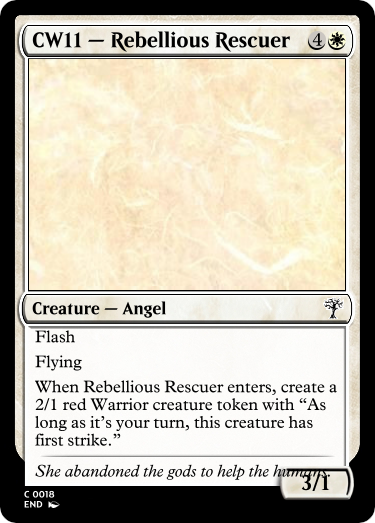 CW11 — Rebellious Rescuer 4
Creature — Angel
Flash
Flying
When Rebellious Rescuer enters, create a
2/1 red Warrior creature token with “As
long as it’s your turn, this creature has
first strike.”
She abandoned the gods to help the humans.
3/1
C 0018
END